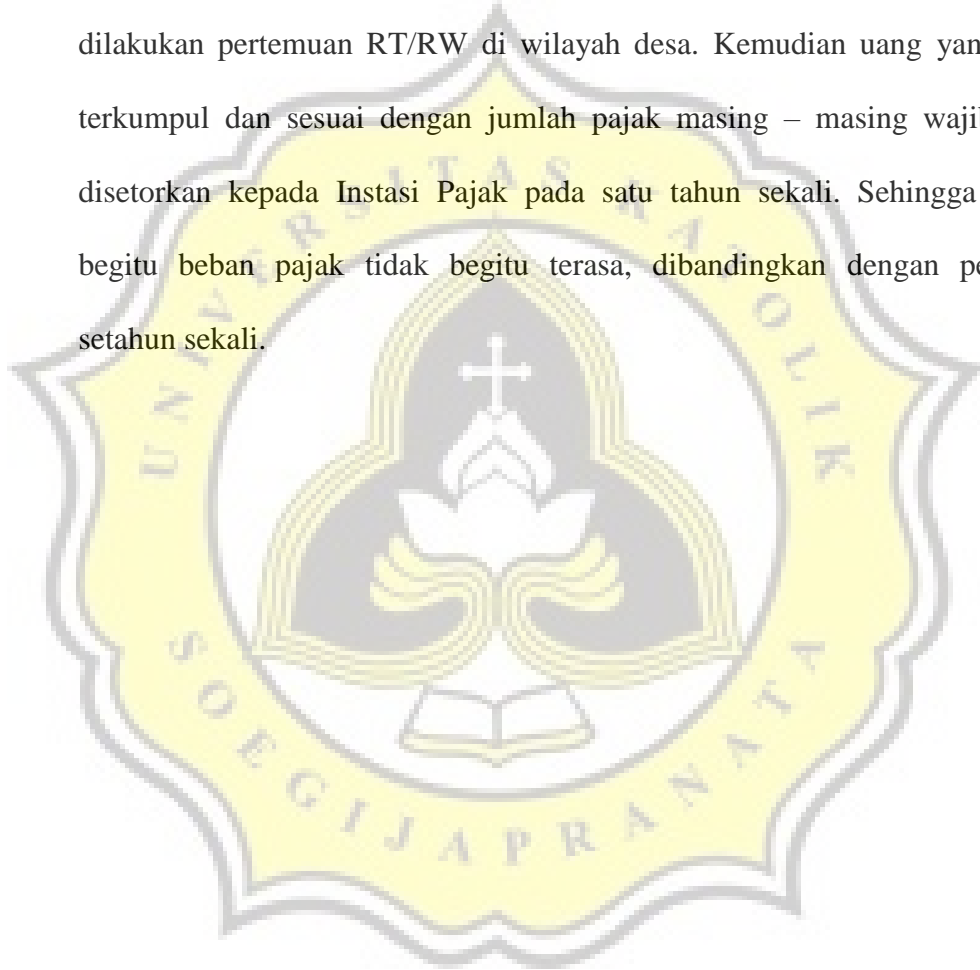 dilakukan pertemuan RT/RW di wilayah desa. Kemudian uang yan
terkumpul dan sesuai dengan jumlah pajak masing – masing waji
disetorkan kepada Instasi Pajak pada satu tahun sekali. Sehingga
begitu beban pajak tidak begitu terasa, dibandingkan dengan pe
setahun sekali.
UNIVERSITAS KATOLIK
SOEGIJAPRANATA